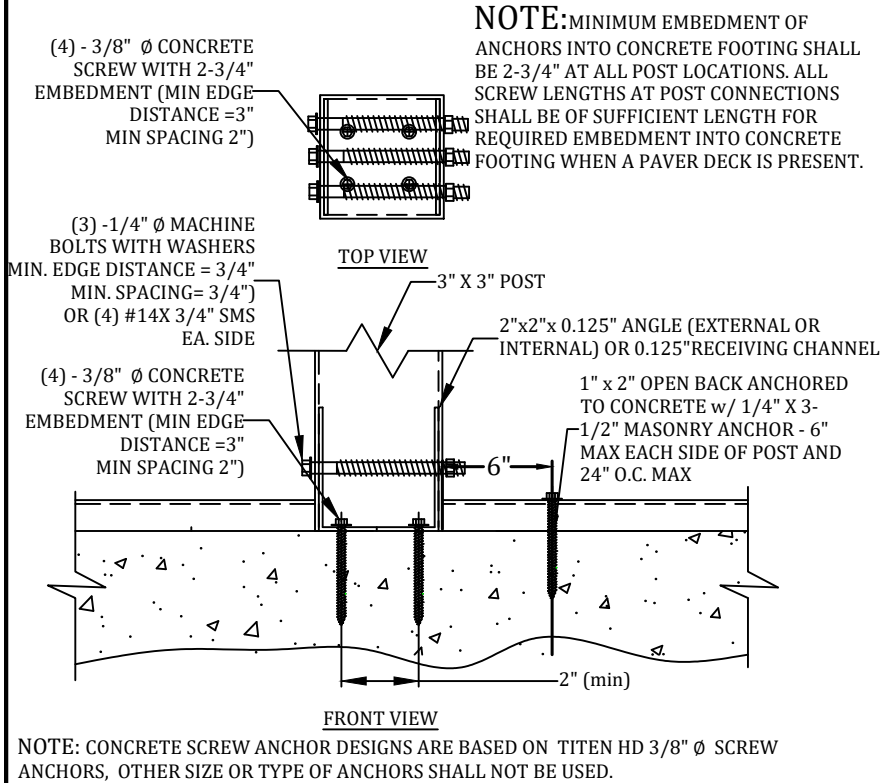 NOTE:MINIMUM EMBEDMENT OF
ANCHORS INTO CONCRETE FOOTING SHALL
BE 2-3/4" AT ALL POST LOCATIONS. ALL
SCREW LENGTHS AT POST CONNECTIONS
SHALL BE OF SUFFICIENT LENGTH FOR
REQUIRED EMBEDMENT INTO CONCRETE
FOOTING WHEN A PAVER DECK IS PRESENT.
(4) - 3/8" Ø CONCRETE
SCREW WITH 2-3/4"
EMBEDMENT (MIN EDGE
DISTANCE =3"
MIN SPACING 2")
TOP VIEW
(3) -1/4" Ø MACHINE
BOLTS WITH WASHERS
MIN. EDGE DISTANCE = 3/4"
MIN. SPACING= 3/4")
OR (4) #14X 3/4" SMS
EA. SIDE
3" X 3" POST
2"x2"x 0.125" ANGLE (EXTERNAL OR
INTERNAL) OR 0.125"RECEIVING CHANNEL
(4) - 3/8" Ø CONCRETE
SCREW WITH 2-3/4"
EMBEDMENT (MIN EDGE
DISTANCE =3"
MIN SPACING 2")
1" x 2" OPEN BACK ANCHORED
TO CONCRETE w/ 1/4" X 3-
1/2" MASONRY ANCHOR - 6"
MAX EACH SIDE OF POST AND
24" O.C. MAX
6"
2" (min)
FRONT VIEW
NOTE: CONCRETE SCREW ANCHOR DESIGNS ARE BASED ON TITEN HD 3/8" Ø SCREW
ANCHORS, OTHER SIZE OR TYPE OF ANCHORS SHALL NOT BE USED.